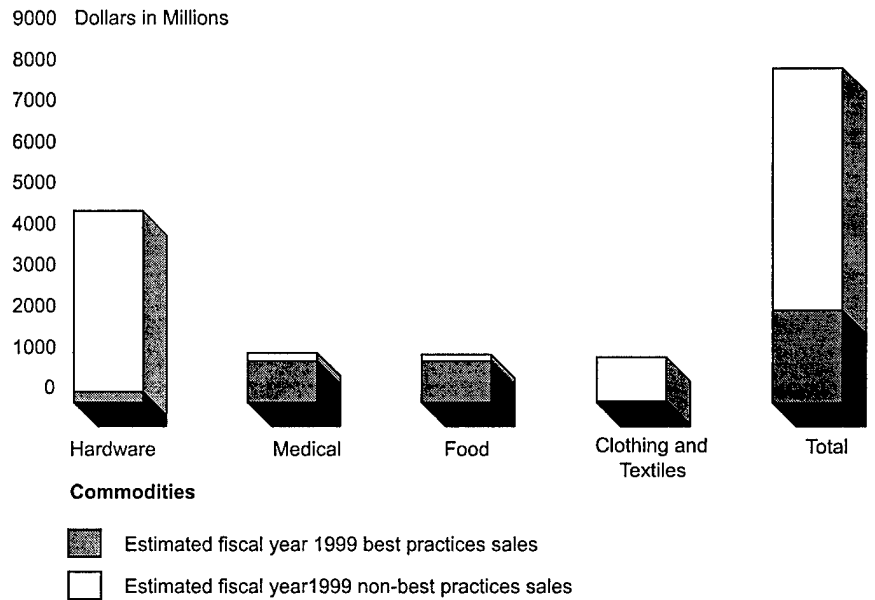 9000 Dollars in Millions
8000
7000
6000
5000
4000
3000
2000
1000
0
Hardware Medical Food Clothing and Textiles Total
Commodities
Estimated fiscal year 1999 best practices sales
Estimated fiscal year1999 non-best practices sales